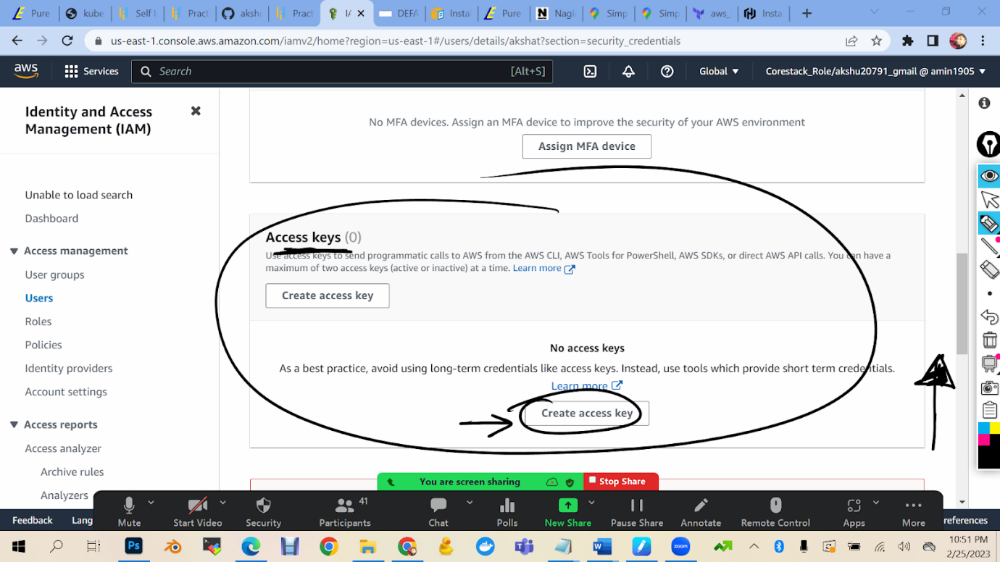 Pure
kube
Self
Pract
akshu
Pract
IA
DEFA
Insta
Pure
Nagi
Simp
Simp
aws_
Insta
us-east-1.console.aws.amazon.com/iamv2/home?region=us-east-1#/users/details/akshat?section=security_credentials
aws
Services
Search
[Alt+S]
Global
Corestack_Role/akshu20791_gmail @ amin1905
Identity and Access
Management (IAM)
Unable to load search
Dashboard
Access management
User groups
Users
Roles
Policies
Identity providers
Account settings
Access reports
Access analyzer
Archive rules
Analyzers
No MFA devices. Assign an MFA device to improve the security of your AWS environment
Assign MFA device
Access keys (0)
Use access keys to send programmatic calls to AWS from the AWS CLI, AWS Tools for PowerShell, AWS SDKs, or direct AWS API calls. You can have a
maximum of two access keys (active or inactive) at a time. Learn more
Create access key
No access keys
As a best practice, avoid using long-term credentials like access keys. Instead, use tools which provide short term credentials.
Learn more
Create access key
You are screen sharing
Stop Share
Feedback
Lang
Mute
Start Video
Security
Participants
41
Chat
Polls
New Share
Pause Share
Annotate
Remote Control
Apps
More
references
Ps
W
zoom
10:51 PM
2/25/2023